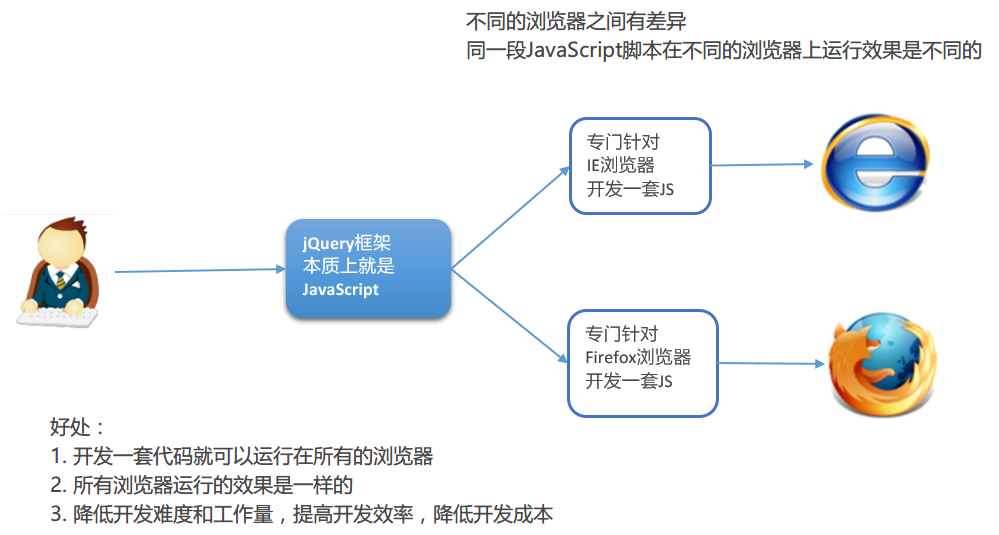 不同的浏览器之间有差异
同一段JavaScript脚本在不同的浏览器上运行效果是不同的
专门针对
IE浏览器
开发一套JS
jQuery框架
本质上就是
JavaScript
专门针对
Firefox浏览器
开发一套JS
好处：
1. 开发一套代码就可以运行在所有的浏览器
2. 所有浏览器运行的效果是一样的
3. 降低开发难度和工作量，提高开发效率，降低开发成本